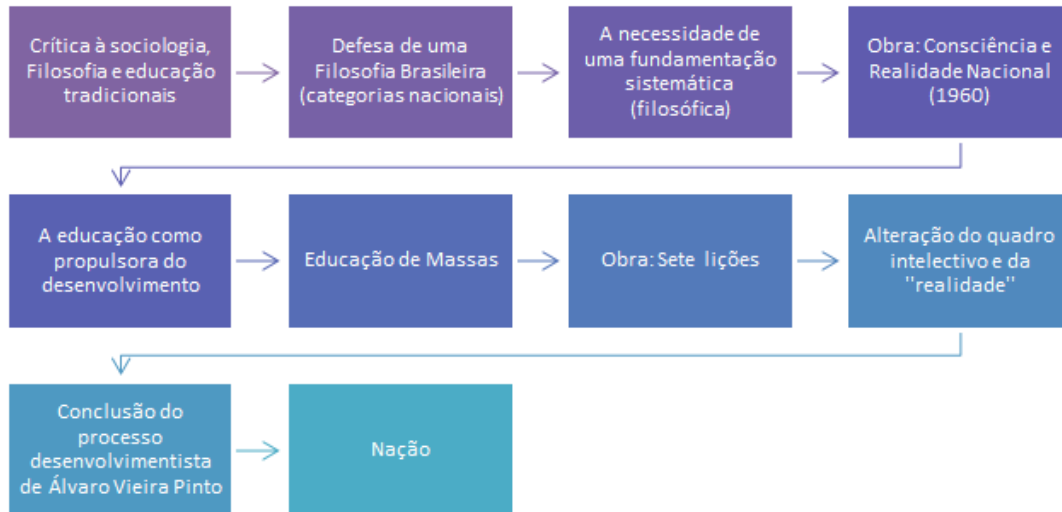 Crítica à sociologia,
Filosofia e educação
tradicionais
Defesa de uma
Filosofia Brasileira
(categorias nacionais)
A necessidade de
uma fundamentação
sistemática
(filosófica)
Obra: Consciência e
Realidade Nacional
(1960)
A educação como
propulsora do
desenvolvimento
Educação de Massas
Obra: Sete lições
Alteração do quadro
intelectivo e da
"realidade"
Conclusão do
processo
desenvolvimentista
de Álvaro Vieira Pinto
Nação